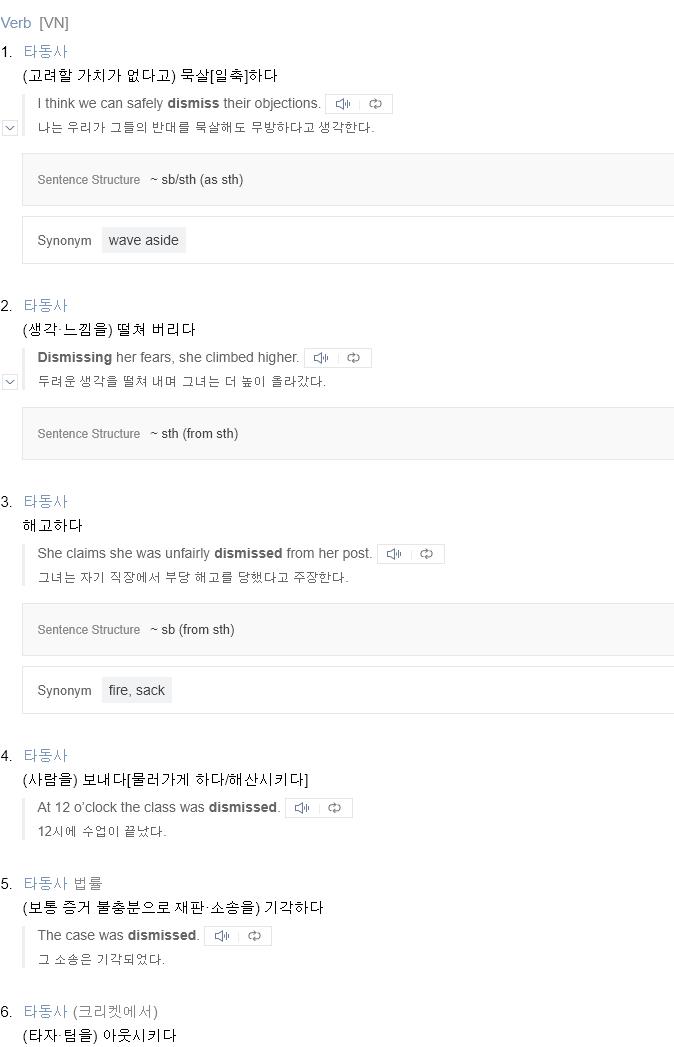 Verb [VN]
1. 타동사
(고려할 가치가 없다고) 묵살[일축]하다
I think we can safely dismiss their objections.
나는 우리가 그들의 반대를 묵살해도 무방하다고 생각한다.
Sentence Structure ~ sb/sth (as sth)
Synonym wave aside
2. 타동사
(생각·느낌을) 떨쳐 버리다
Dismissing her fears, she climbed higher.
두려운 생각을 떨쳐 내며 그녀는 더 높이 올라갔다.
Sentence Structure ~ sth (from sth)
3. 타동사
해고하다
She claims she was unfairly dismissed from her post.
그녀는 자기 직장에서 부당 해고를 당했다고 주장한다.
Sentence Structure ~ sb (from sth)
Synonym fire, sack
4. 타동사
(사람을) 보내다[물러가게 하다/해산시키다]
At 12 o’clock the class was dismissed.
12시에 수업이 끝났다.
5. 타동사 법률
(보통 증거 불충분으로 재판·소송을) 기각하다
The case was dismissed.
그 소송은 기각되었다.
6. 타동사 (크리켓에서)
(타자·팀을) 아웃시키다